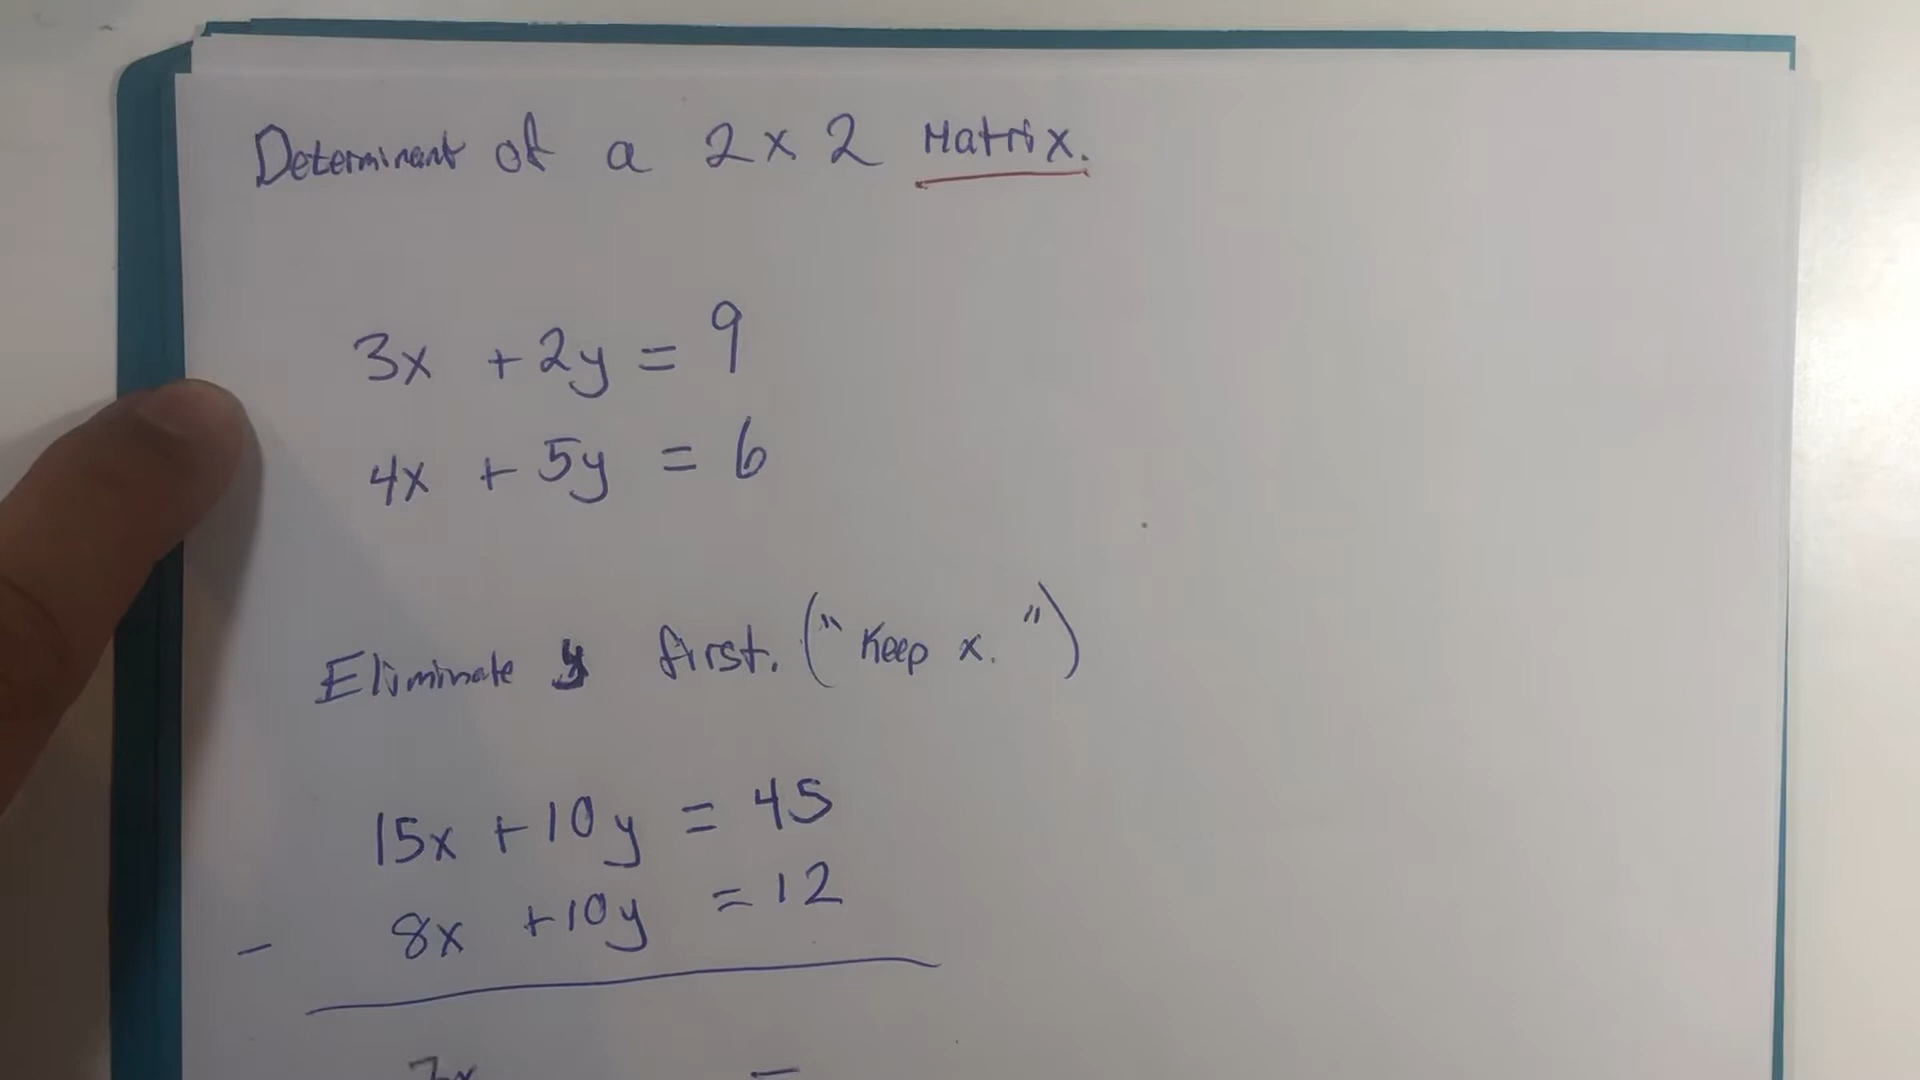 Determinant of a 2 x 2 Matrix.
3x + 2y = 9
4x + 5y = 6
Eliminate y first. ("Keep x.")
15x + 10y = 45
- 8x + 10y = 12
7x =